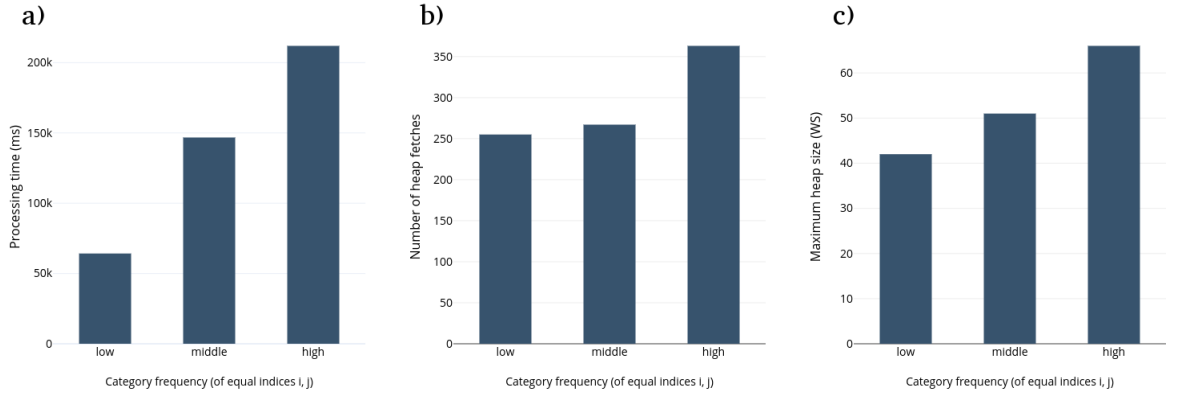 a)
Processing time (ms)
200k
150k
100k
50k
0
low middle high
Category frequency (of equal indices i, j)
b)
Number of heap fetches
350
300
250
200
150
100
50
0
low middle high
Category frequency (of equal indices i, j)
c)
Maximum heap size (WS)
60
50
40
30
20
10
0
low middle high
Category frequency (of equal indices i, j)